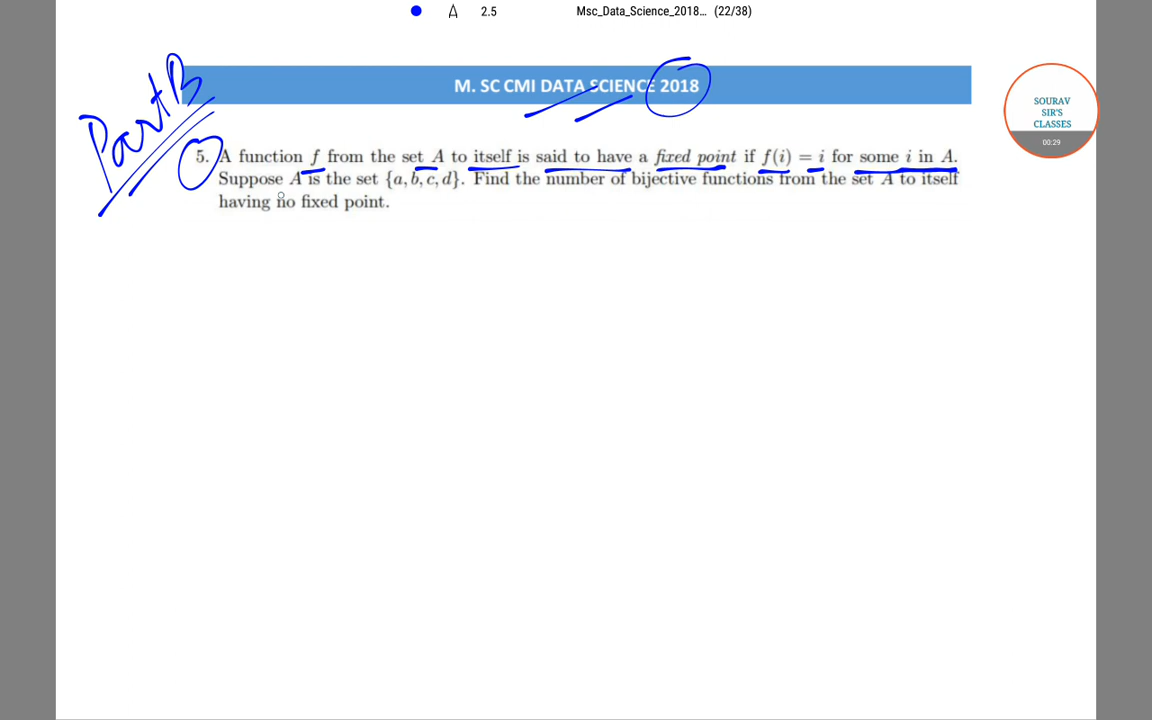 2.5 Msc_Data_Science_2018... (22/38)
M. SC CMI DATA SCIENCE 2018
SOURAV
SIR'S
CLASSES
00:29
Part B
5. A function f from the set A to itself is said to have a fixed point if f(i) = i for some i in A.
Suppose A is the set {a, b, c, d}. Find the number of bijective functions from the set A to itself
having no fixed point.